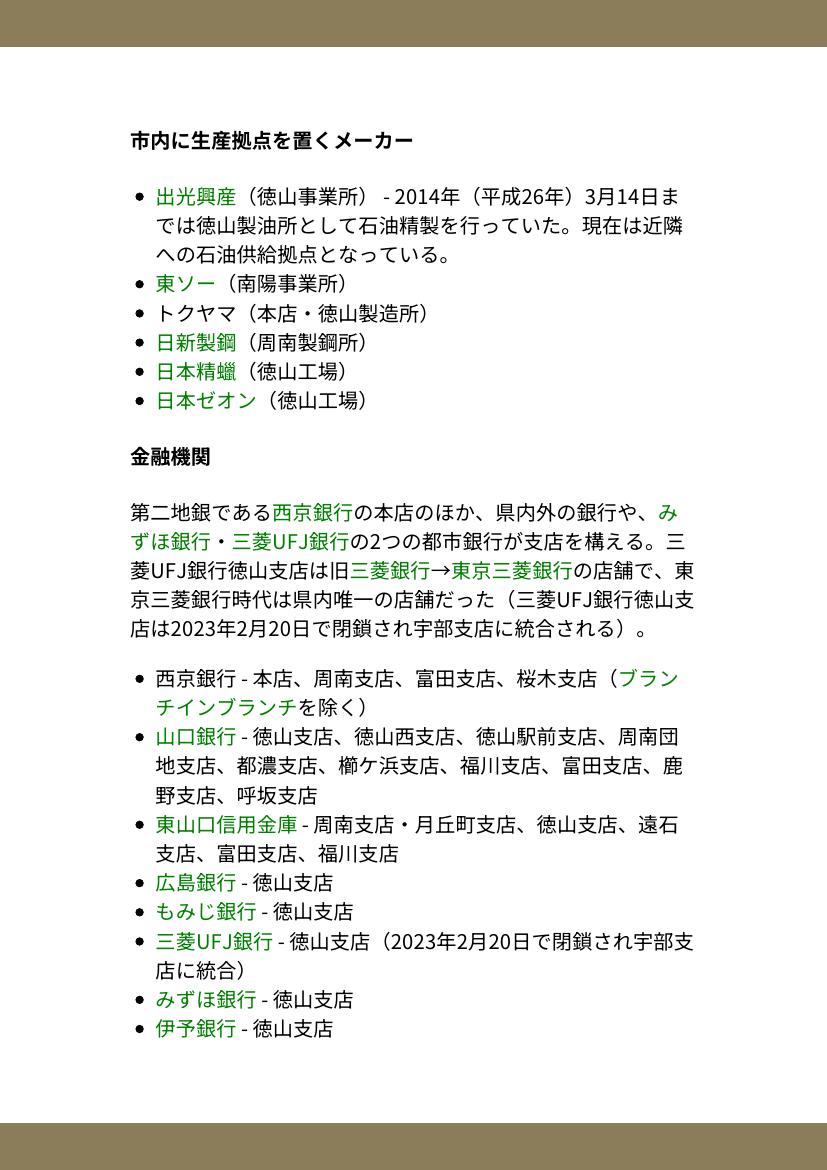 市内に生産拠点を置くメーカー
• 出光興産（徳山事業所） - 2014年（平成26年）3月14日ま
では徳山製油所として石油精製を行っていた。現在は近隣
への石油供給拠点となっている。
• 東ソー（南陽事業所）
• トクヤマ（本店・徳山製造所）
• 日新製鋼（周南製鋼所）
• 日本精蠟（徳山工場）
• 日本ゼオン（徳山工場）
金融機関
第二地銀である西京銀行の本店のほか、県内外の銀行や、み
ずほ銀行・三菱UFJ銀行の2つの都市銀行が支店を構える。三
菱UFJ銀行徳山支店は旧三菱銀行→東京三菱銀行の店舗で、東
京三菱銀行時代は県内唯一の店舗だった（三菱UFJ銀行徳山支
店は2023年2月20日で閉鎖され宇部支店に統合される）。
• 西京銀行 - 本店、周南支店、富田支店、桜木支店（ブラン
チインブランチを除く）
• 山口銀行 - 徳山支店、徳山西支店、徳山駅前支店、周南団
地支店、都濃支店、櫛ケ浜支店、福川支店、富田支店、鹿
野支店、呼坂支店
• 東山口信用金庫 - 周南支店・月丘町支店、徳山支店、遠石
支店、富田支店、福川支店
• 広島銀行 - 徳山支店
• もみじ銀行 - 徳山支店
• 三菱UFJ銀行 - 徳山支店（2023年2月20日で閉鎖され宇部支
店に統合）
• みずほ銀行 - 徳山支店
• 伊予銀行 - 徳山支店